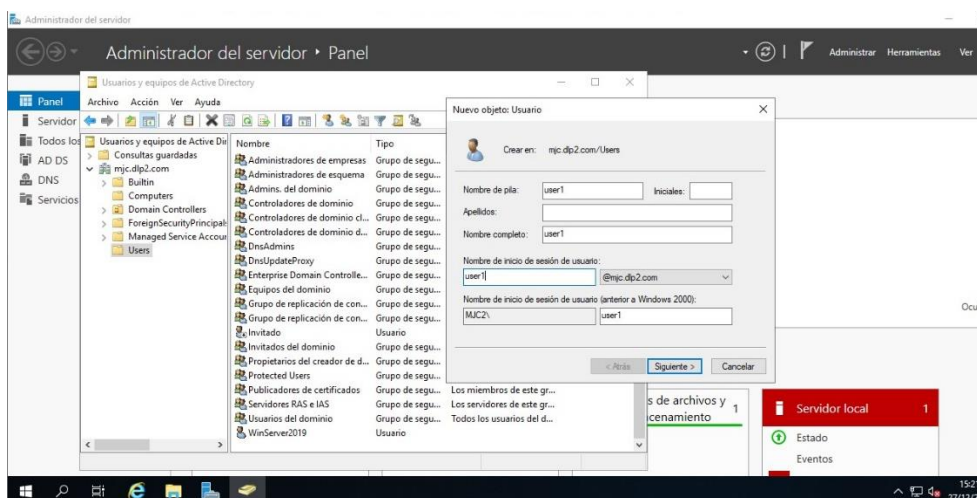 Administrador del servidor
Administrador del servidor ‣ Panel
Administrar Herramientas Ver
Panel
Servidor
Todos los
AD DS
DNS
Servicios
Usuarios y equipos de Active Directory
Archivo Acción Ver Ayuda
Usuarios y equipos de Active Dir
Consultas guardadas
mjc.dlp2.com
Builtin
Computers
Domain Controllers
ForeignSecurityPrincipal
Managed Service Accour
Users
Nombre Tipo
Administradores de empresas Grupo de segu...
Administradores de esquema Grupo de segu...
Admins. del dominio Grupo de segu...
Controladores de dominio Grupo de segu...
Controladores de dominio cl... Grupo de segu...
Controladores de dominio d... Grupo de segu...
DnsAdmins Grupo de segu...
DnsUpdateProxy Grupo de segu...
Enterprise Domain Controlle... Grupo de segu...
Equipos del dominio Grupo de segu...
Grupo de replicación de con... Grupo de segu...
Grupo de replicación de con... Grupo de segu...
Invitado Usuario
Invitados del dominio Grupo de segu...
Propietarios del creador de d... Grupo de segu...
Protected Users Grupo de segu...
Publicadores de certificados Grupo de segu... Los miembros de este gr...
Servidores RAS e IAS Grupo de segu... Los servidores de este gr...
Usuarios del dominio Grupo de segu... Todos los usuarios del d...
WinServer2019 Usuario
Nuevo objeto: Usuario
Crear en: mjc.dlp2.com/Users
Nombre de pila: user1 Iniciales:
Apellidos:
Nombre completo: user1
Nombre de inicio de sesión de usuario:
user1 @mjc.dlp2.com
Nombre de inicio de sesión de usuario (anterior a Windows 2000):
MJC2\ user1
< Atrás Siguiente > Cancelar
Ocu
s de archivos y 1
cenamiento
Servidor local 1
Estado
Eventos